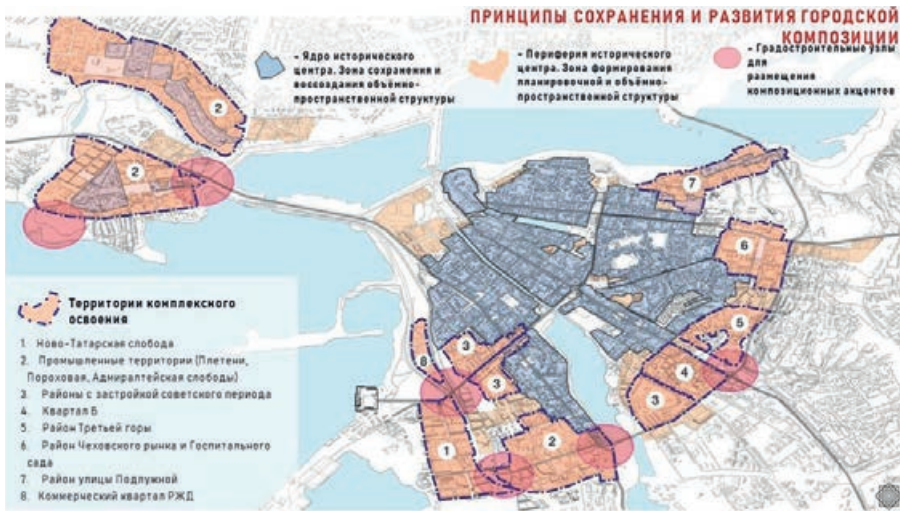 ПРИНЦИПЫ СОХРАНЕНИЯ И РАЗВИТИЯ ГОРОДСКОЙ
КОМПОЗИЦИИ
- Ядро исторического
центра. Зона сохранения и
воссоздания объёмно-
пространственной структуры
- Периферия исторического
центра. Зона формирования
планировочной и объёмно-
пространственной структуры
- Градостроительные узлы
для
размещения
композиционных акцентов
2
2
7
6
5
4
3
3
3
8
1
2
Территории комплексного
освоения
1 Ново-Татарская слобода
2. Промышленные территории (Плетени,
Пороховая, Адмиралтейская слободы)
3. Районы с застройкой советского периода
4. Квартал Б
5 Район Третьей горы
6. Район Чеховского рынка и Госпитального
сада
7 Район улицы Подлужной
8. Коммерческий квартал РЖД